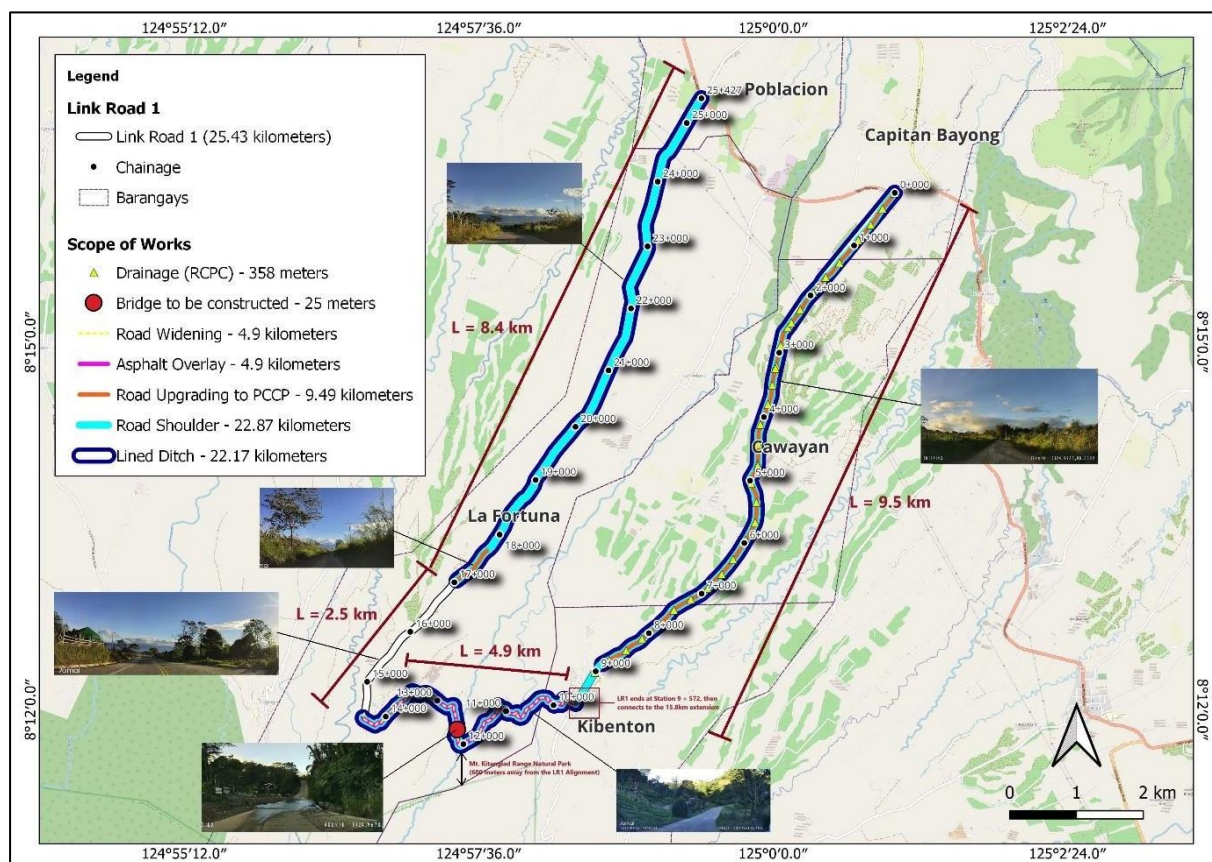 124°55'12.0"
124°57'36.0"
125°0'0.0"
125°2'24.0"
Legend
Link Road 1
Link Road 1 (25.43 kilometers)
Chainage
Barangays
Scope of Works
Drainage (RCPC) - 358 meters
Bridge to be constructed - 25 meters
Road Widening - 4.9 kilometers
Asphalt Overlay - 4.9 kilometers
Road Upgrading to PCCP - 9.49 kilometers
Road Shoulder - 22.87 kilometers
Lined Ditch - 22.17 kilometers
25+427
Poblacion
25+000
Capitan Bayong
24+000
0+000
23+000
1+000
22+000
2+000
8°15'0.0"
8°15'0.0"
L = 8.4 km
3+000
21+000
20+000
4+000
Cawayan
19+000
5+000
L = 9.5 km
La Fortuna
18+000
6+000
17+000
7+000
L = 2.5 km
16+000
8+000
L = 4.9 km
9+000
15+000
13+000
10+000
LR1 ends at Station 9 = 572, then
connects to the 15.8km extension
11+000
14+000
Kibenton
8°12'0.0"
8°12'0.0"
12+000
Mt. Kitanglad Range Natural Park
(600 meters away from the LR1 Alignment)
0 1 2 km
124°55'12.0"
124°57'36.0"
125°0'0.0"
125°2'24.0"